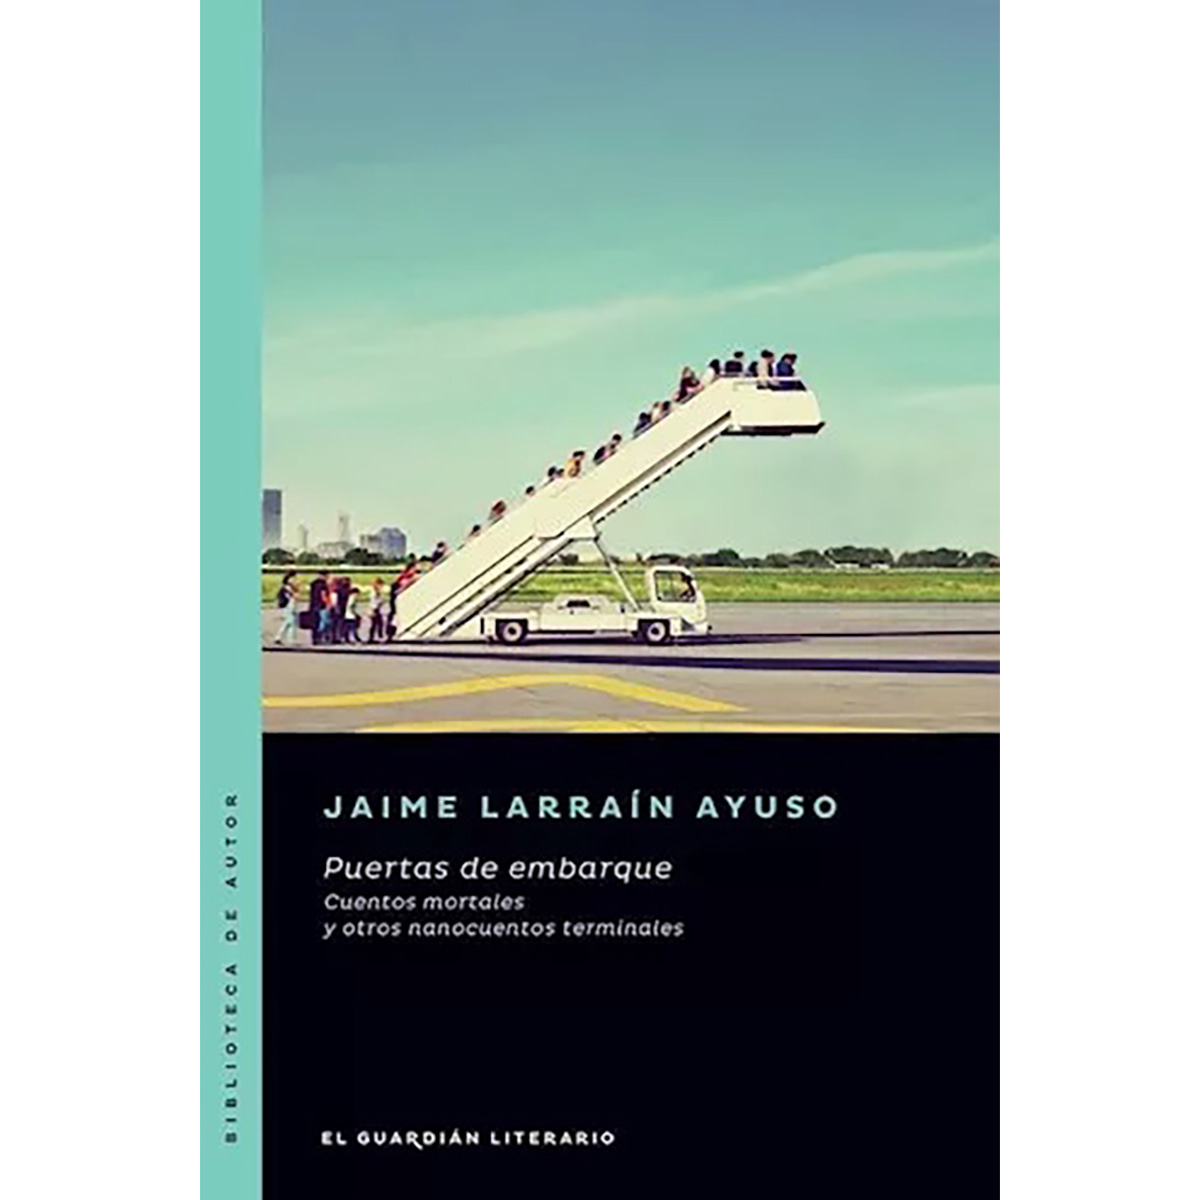 JAIME LARRAÍN AYUSO
Puertas de embarque
Cuentos mortales
y otros nanocuentos terminales
BIBLIOTECA DE AUTOR
EL GUARDIÁN LITERARIO